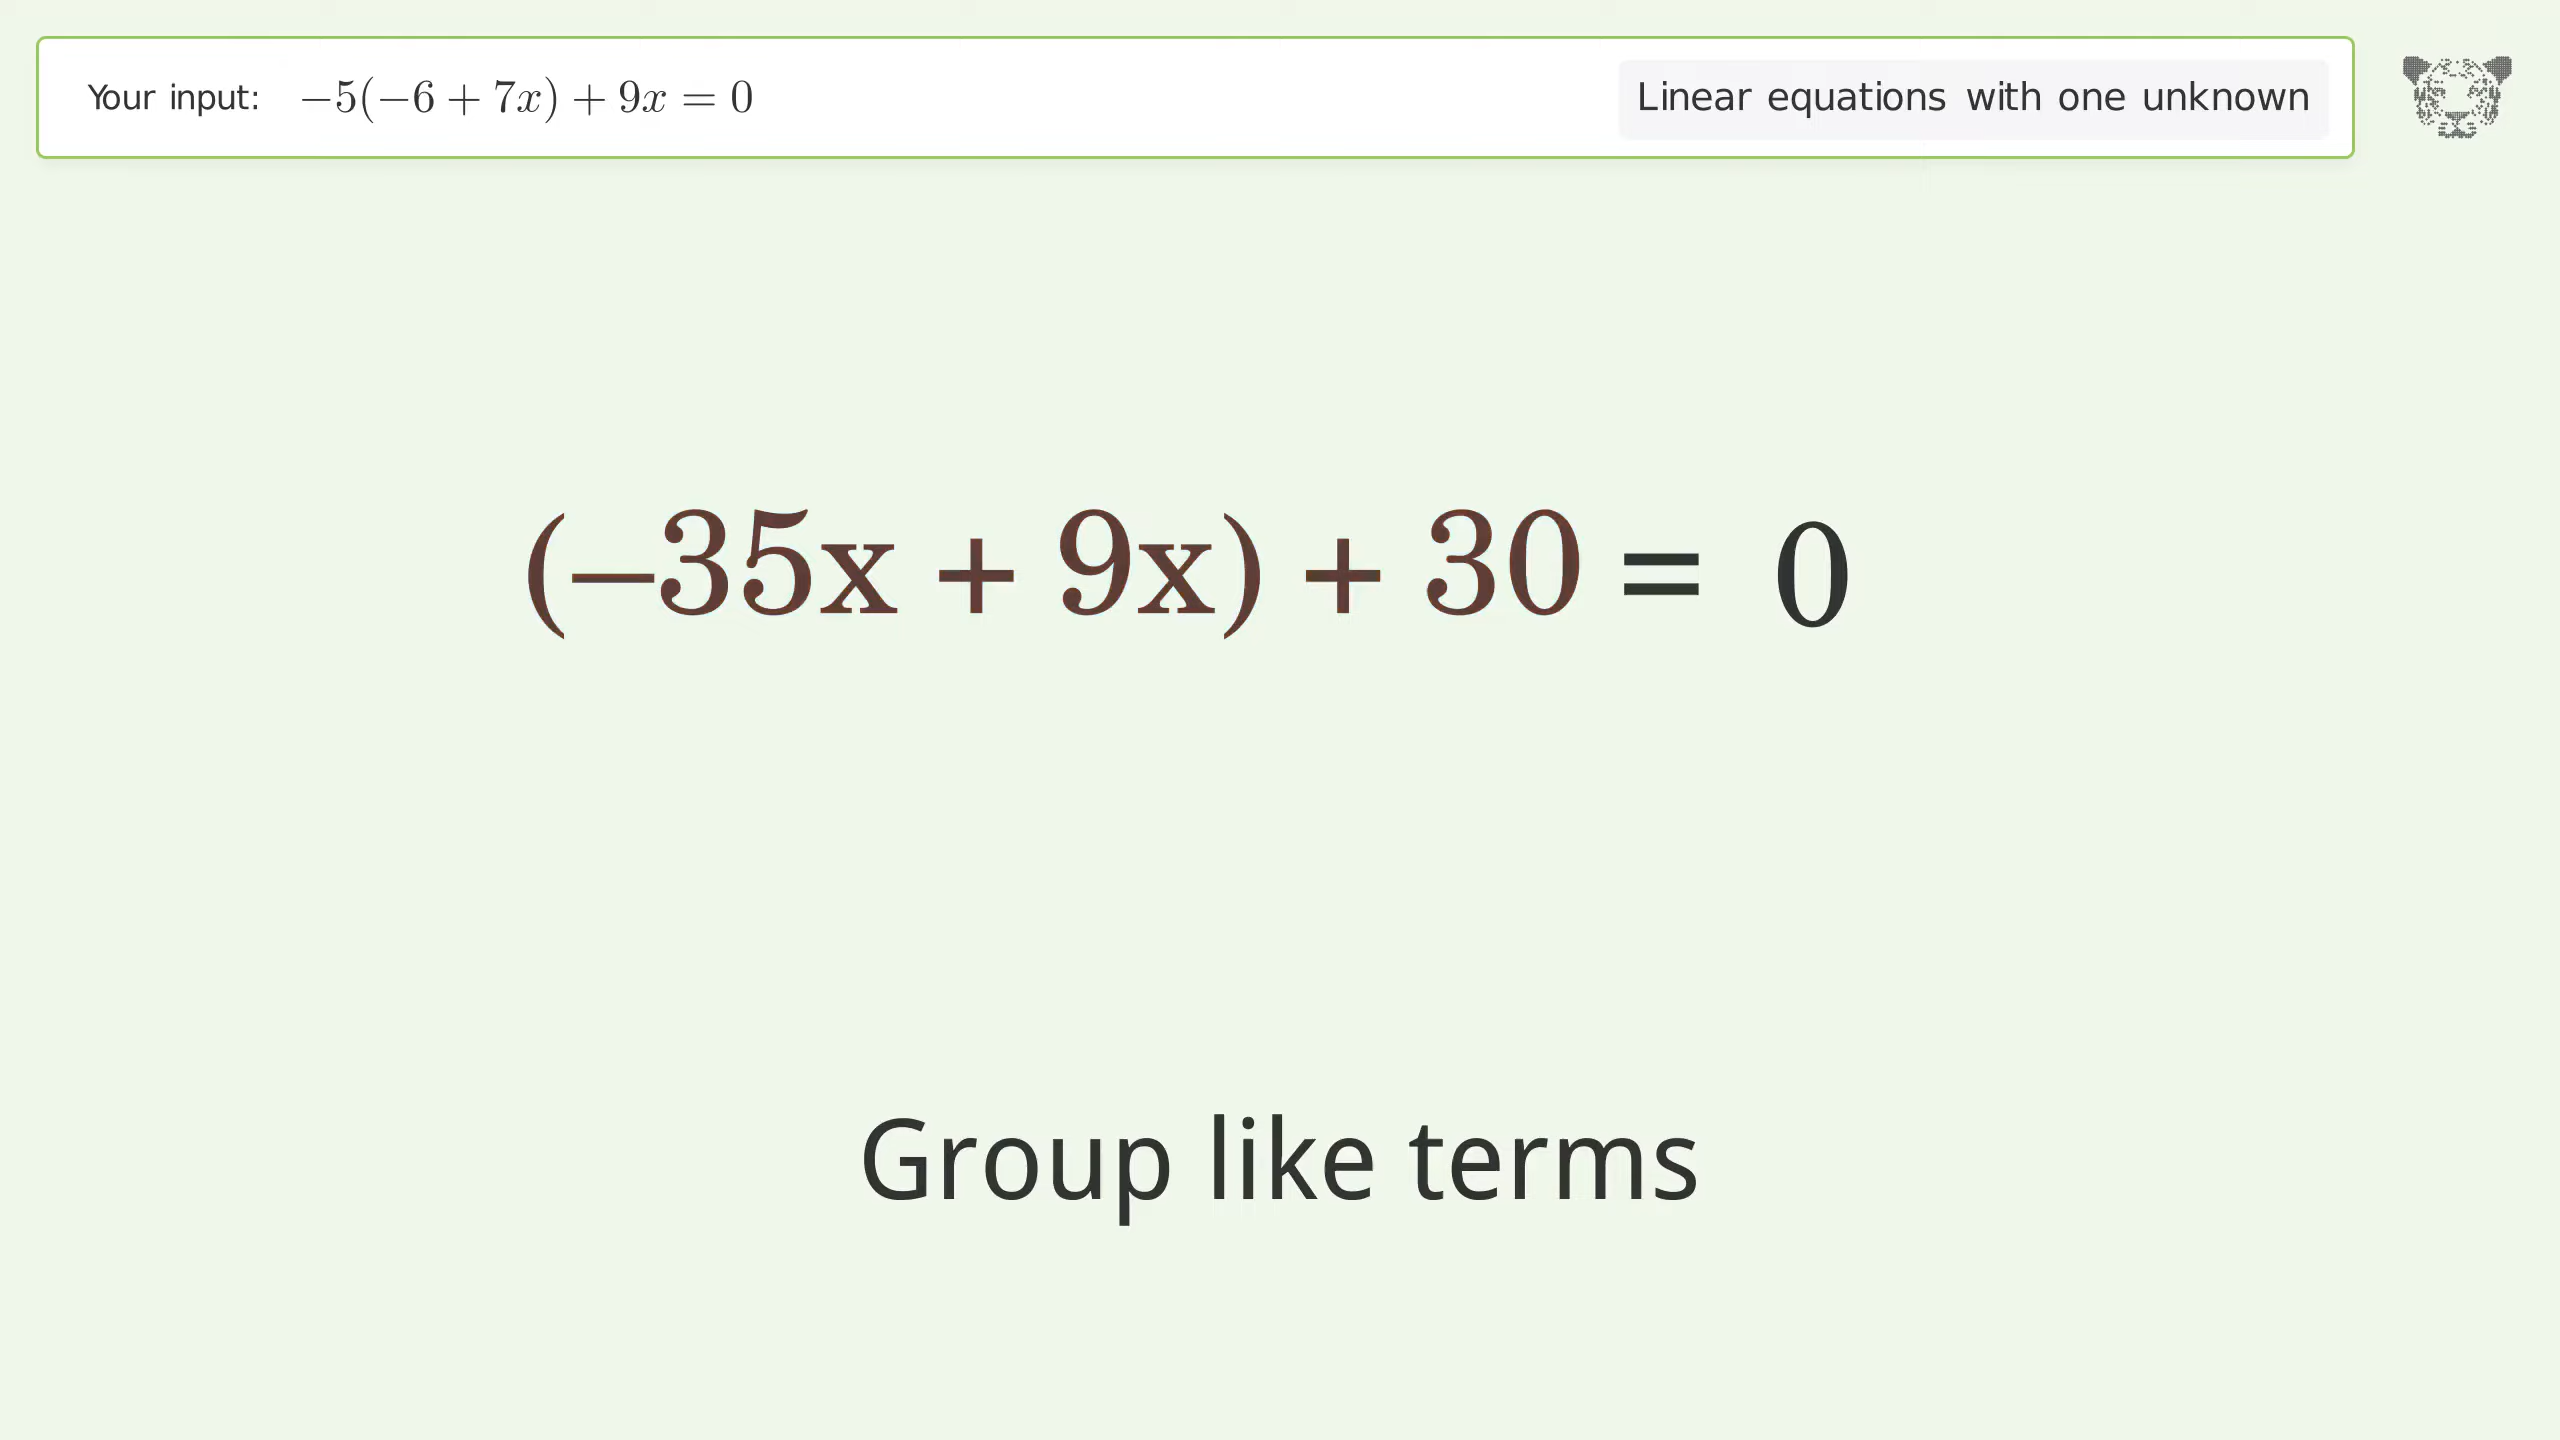 Your input: −5(−6 + 7x) + 9x = 0
Linear equations with one unknown
(−35x + 9x) + 30 = 0
Group like terms